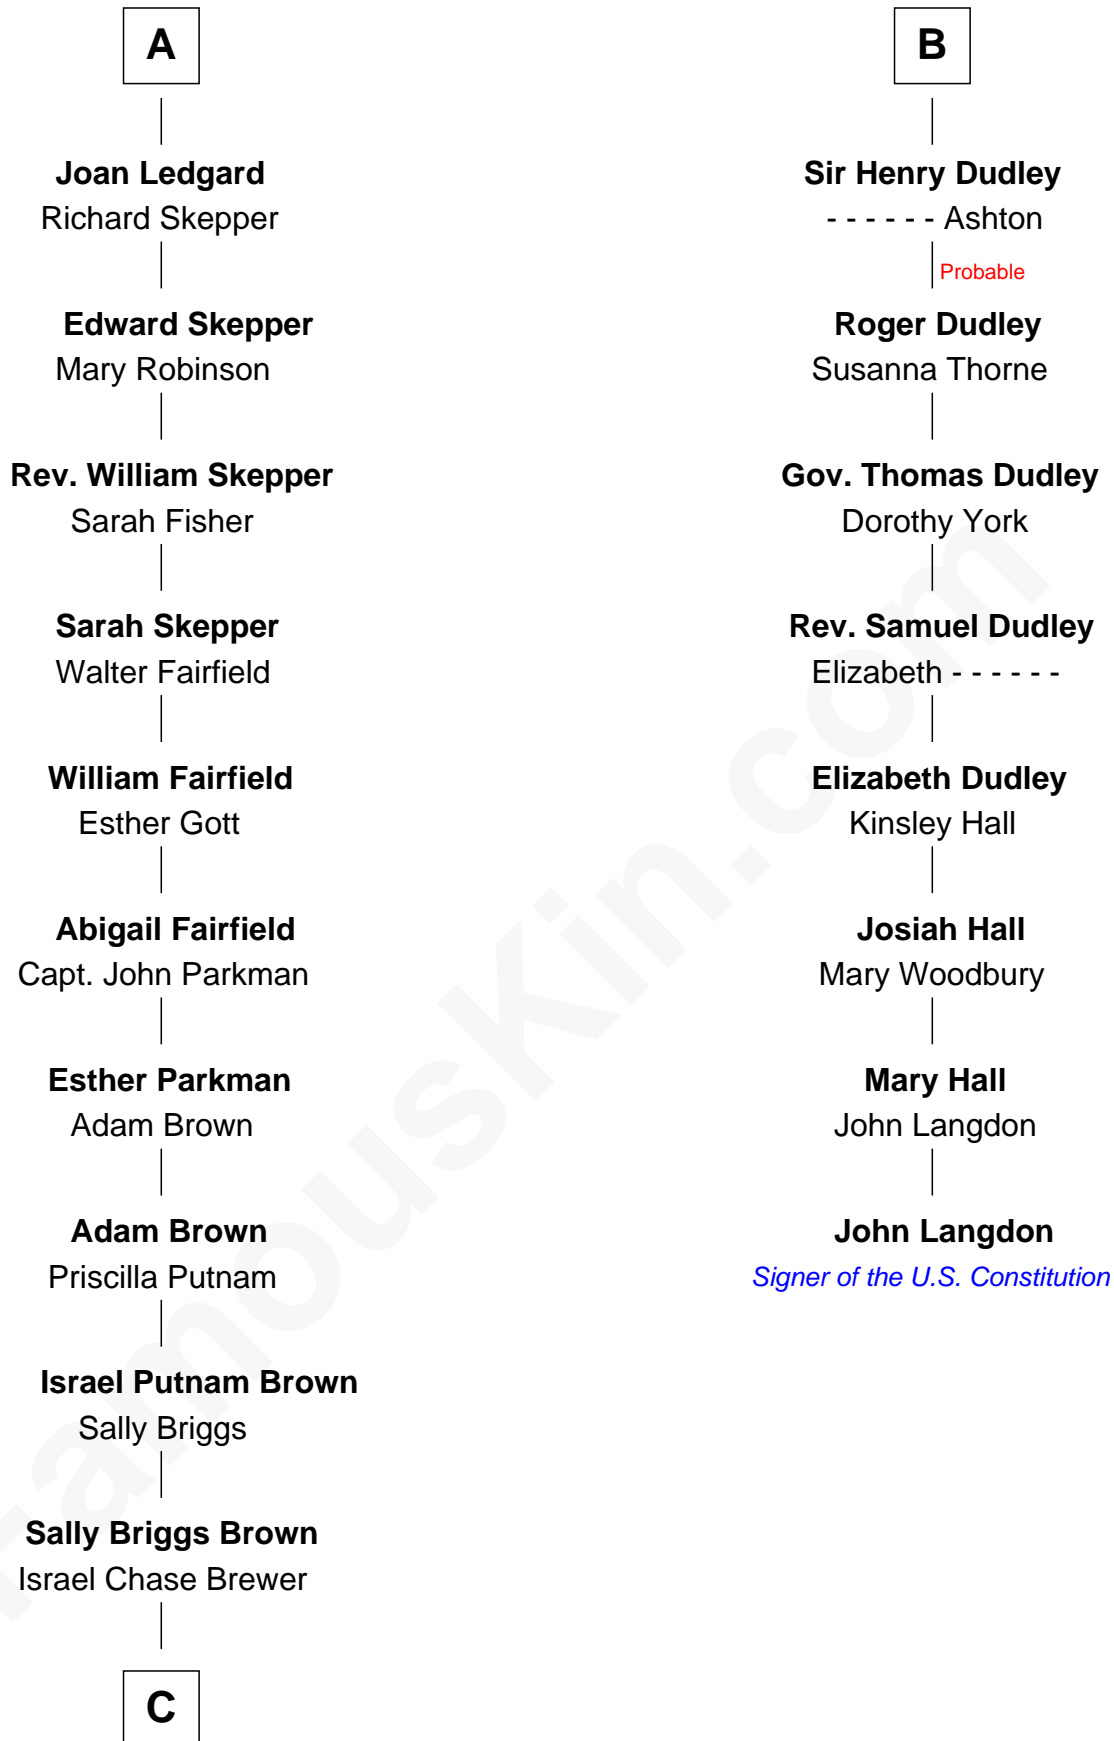 A
Joan Ledgard
Richard Skepper
Edward Skepper
Mary Robinson
Rev. William Skepper
Sarah Fisher
Sarah Skepper
Walter Fairfield
William Fairfield
Esther Gott
Abigail Fairfield
Capt. John Parkman
Esther Parkman
Adam Brown
Adam Brown
Priscilla Putnam
Israel Putnam Brown
Sally Briggs
Sally Briggs Brown
Israel Chase Brewer
C
B
Sir Henry Dudley
- - - - - - Ashton
Probable
Roger Dudley
Susanna Thorne
Gov. Thomas Dudley
Dorothy York
Rev. Samuel Dudley
Elizabeth - - - - - -
Elizabeth Dudley
Kinsley Hall
Josiah Hall
Mary Woodbury
Mary Hall
John Langdon
John Langdon
Signer of the U.S. Constitution
FamousKin.com